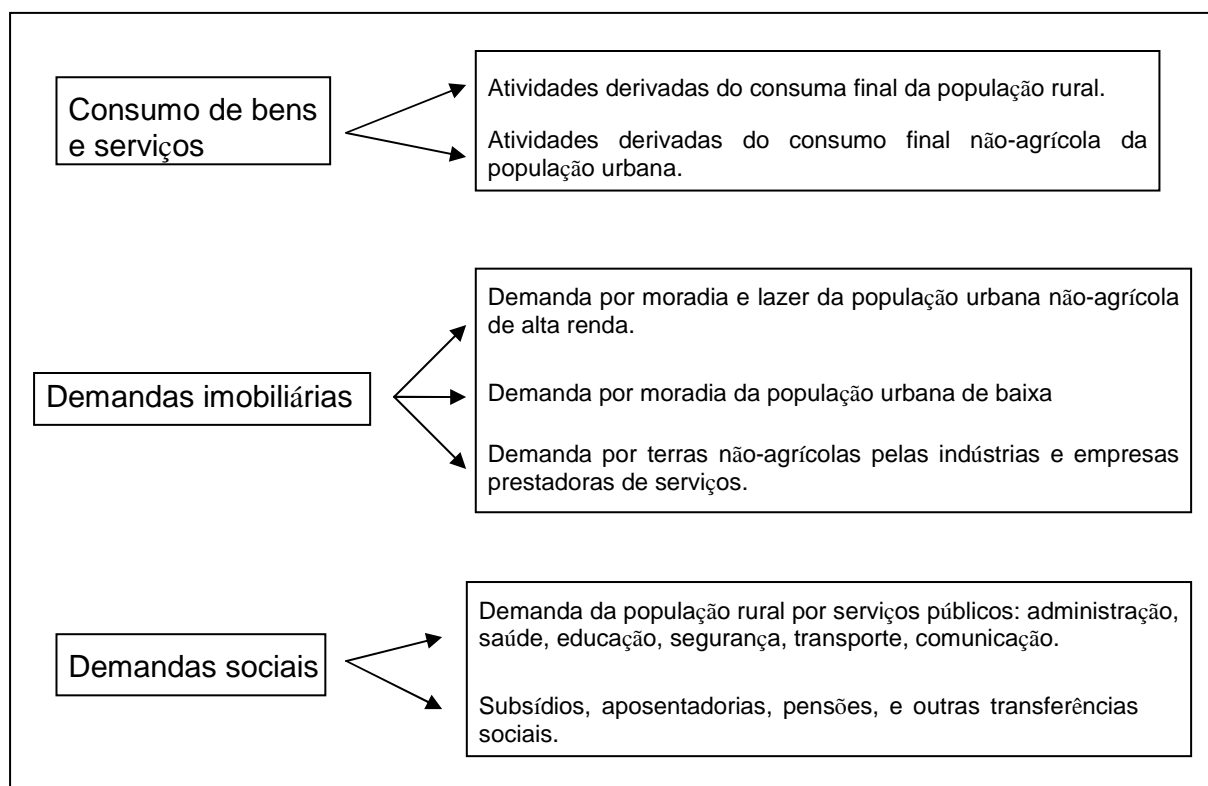 Consumo de bens
e serviços
Atividades derivadas do consuma final da população rural.
Atividades derivadas do consumo final não-agrícola da
população urbana.
Demandas imobiliárias
Demanda por moradia e lazer da população urbana não-agrícola
de alta renda.
Demanda por moradia da população urbana de baixa
Demanda por terras não-agrícolas pelas indústrias e empresas
prestadoras de serviços.
Demandas sociais
Demanda da população rural por serviços públicos: administração,
saúde, educação, segurança, transporte, comunicação.
Subsídios, aposentadorias, pensões, e outras transferências
sociais.